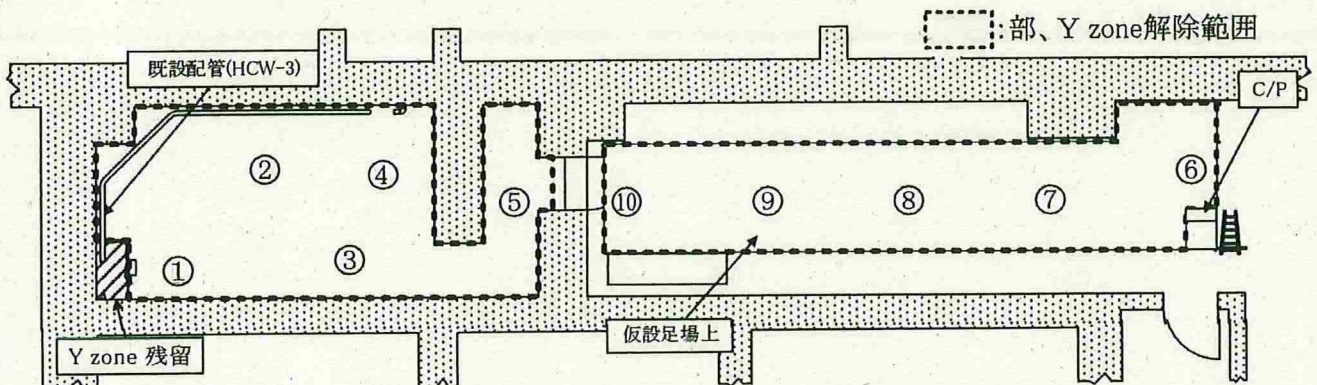 :部、Y zone解除範囲
既設配管(HCW-3)
C/P
②
④
⑤
⑩
⑨
⑧
⑦
⑥
①
③
Y zone 残留
仮設足場上